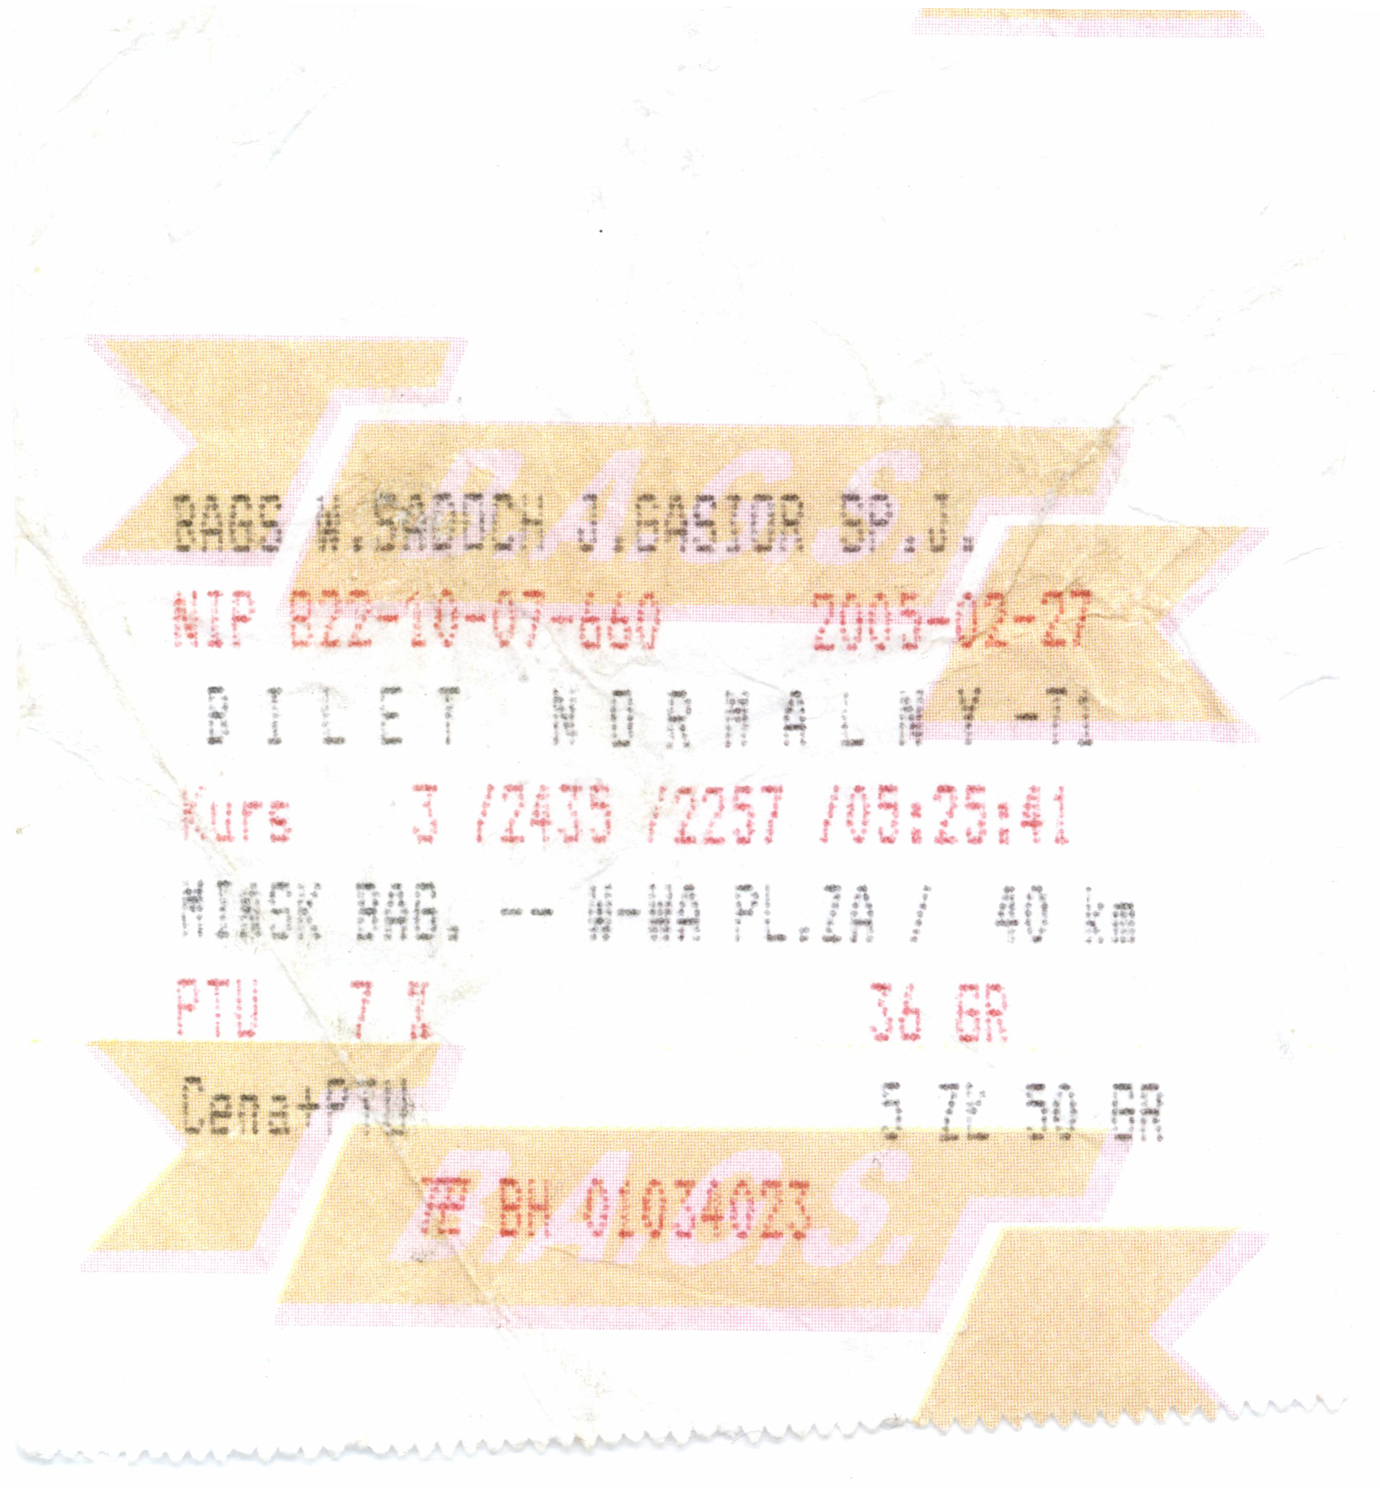 B.A.G.S.
BAGS W.SADOCH J.GASIOR SP.J.
NIP 822-10-07-660 2005-02-27
BILET NORMALNY -T1
Kurs 3 /2435 /2257 /05:25:41
MINSK BAG. -- W-WA PL.ZA / 40 km
PTU 7 % 36 GR
Cena+PTU 5 ZŁ 50 GR
B.A.G.S.
BH 01034023